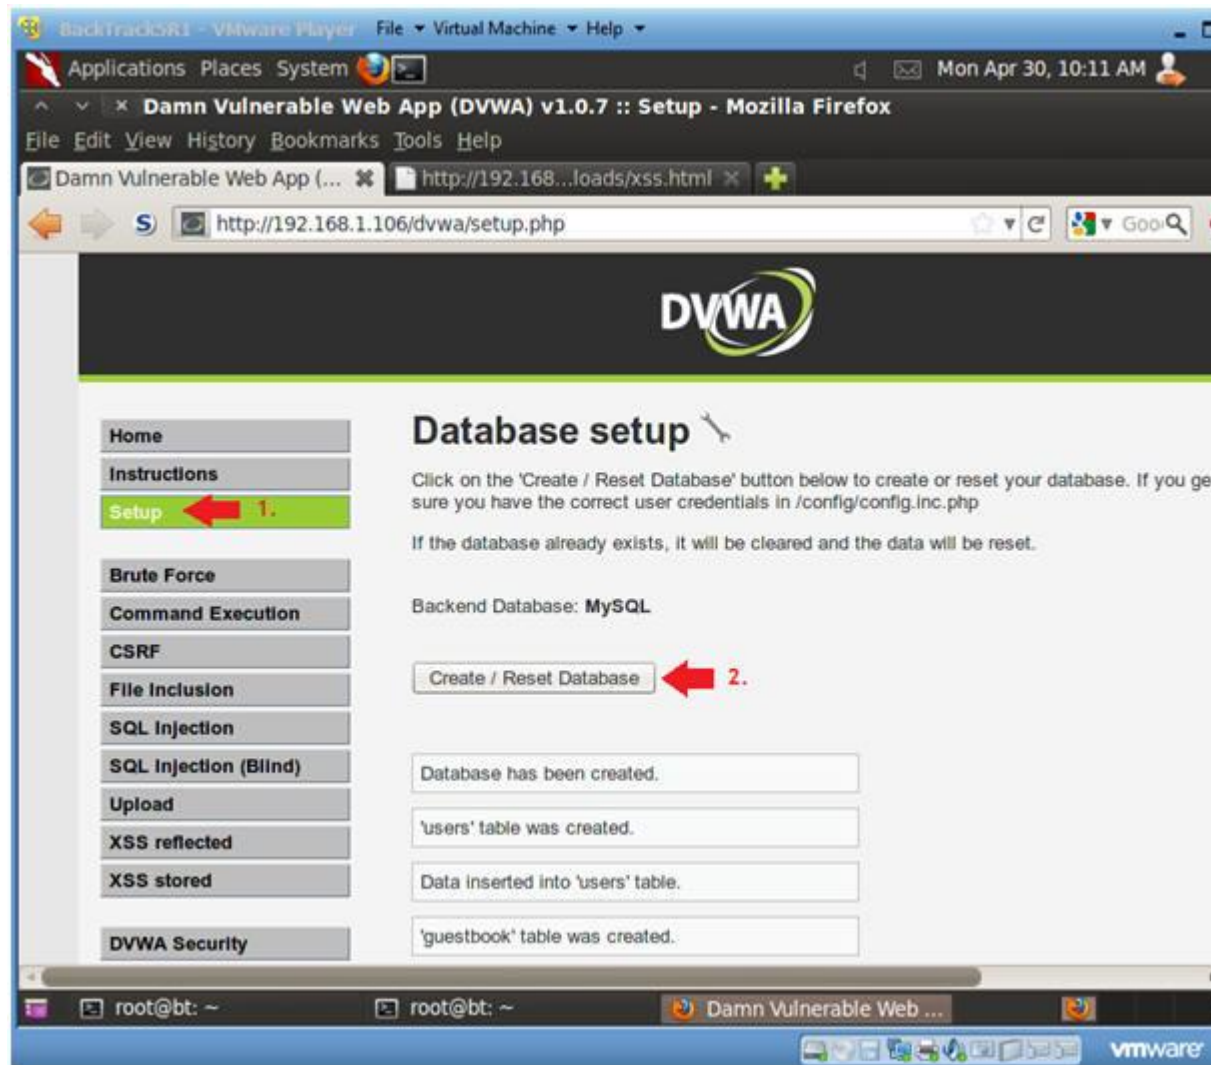 BackTrack5R1 - VMware Player File Virtual Machine Help
Applications Places System Mon Apr 30, 10:11 AM
Damn Vulnerable Web App (DVWA) v1.0.7 :: Setup - Mozilla Firefox
File Edit View History Bookmarks Tools Help
Damn Vulnerable Web App (... http://192.168...loads/xss.html
S http://192.168.1.106/dvwa/setup.php Goo
DVWA
Home
Instructions
Setup 1.
Brute Force
Command Execution
CSRF
File Inclusion
SQL Injection
SQL Injection (Blind)
Upload
XSS reflected
XSS stored
DVWA Security
Database setup
Click on the 'Create / Reset Database' button below to create or reset your database. If you ge
sure you have the correct user credentials in /config/config.inc.php
If the database already exists, it will be cleared and the data will be reset.
Backend Database: MySQL
Create / Reset Database 2.
Database has been created.
'users' table was created.
Data inserted into 'users' table.
'guestbook' table was created.
root@bt: ~ root@bt: ~ Damn Vulnerable Web ...
vmware